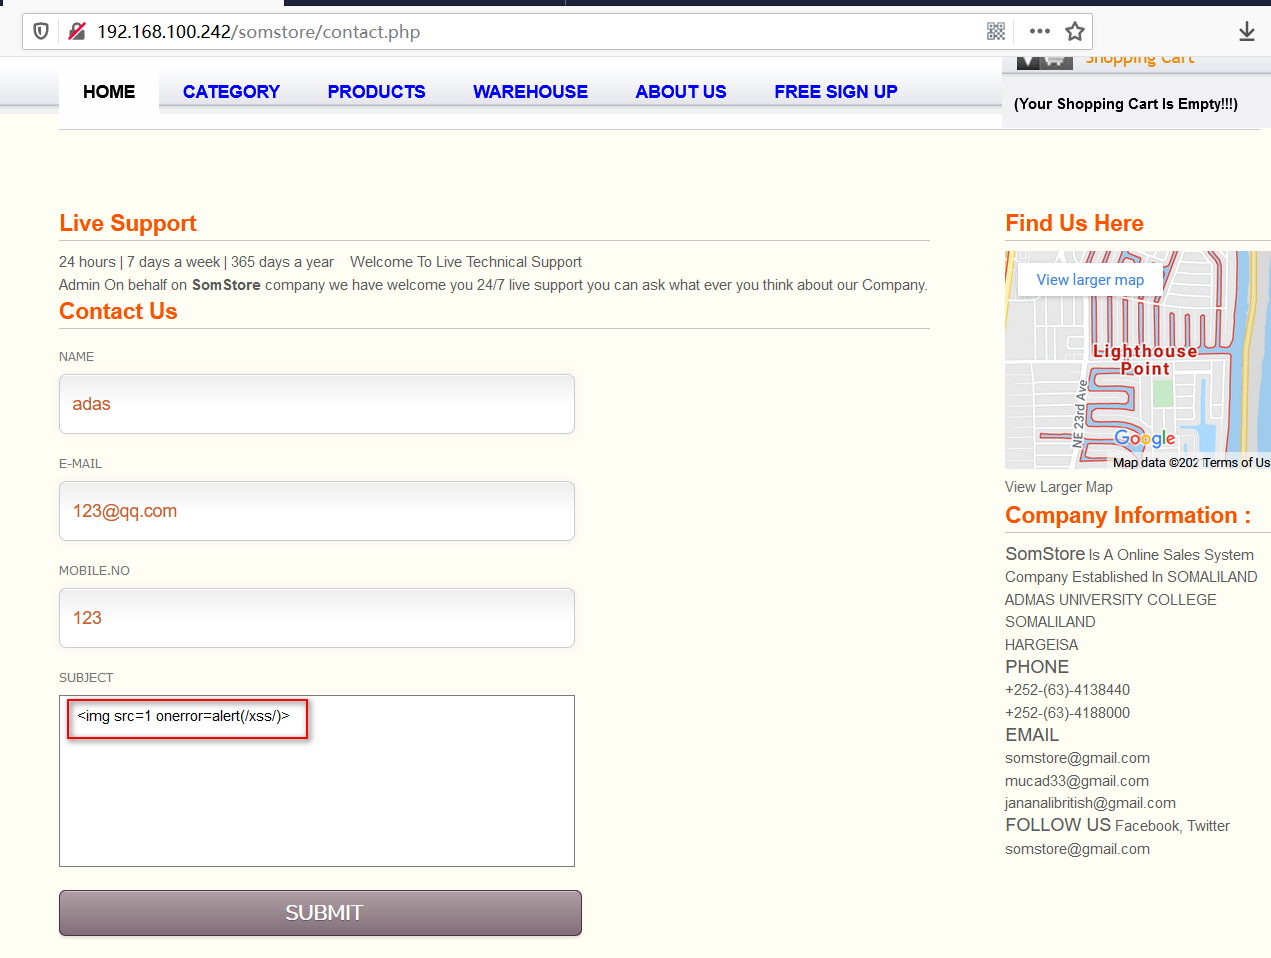 192.168.100.242/somstore/contact.php
Shopping Cart
HOME CATEGORY PRODUCTS WAREHOUSE ABOUT US FREE SIGN UP
(Your Shopping Cart Is Empty!!!)
Live Support
24 hours | 7 days a week | 365 days a year Welcome To Live Technical Support
Admin On behalf on SomStore company we have welcome you 24/7 live support you can ask what ever you think about our Company.
Contact Us
NAME
adas
E-MAIL
123@qq.com
MOBILE.NO
123
SUBJECT
<img src=1 onerror=alert(/xss/)>
SUBMIT
Find Us Here
View larger map
Lighthouse
Point
NE 23rd Ave
Google
Map data ©202 Terms of Us
View Larger Map
Company Information :
SomStore Is A Online Sales System
Company Established In SOMALILAND
ADMAS UNIVERSITY COLLEGE
SOMALILAND
HARGEISA
PHONE
+252-(63)-4138440
+252-(63)-4188000
EMAIL
somstore@gmail.com
mucad33@gmail.com
jananalibritish@gmail.com
FOLLOW US Facebook, Twitter
somstore@gmail.com